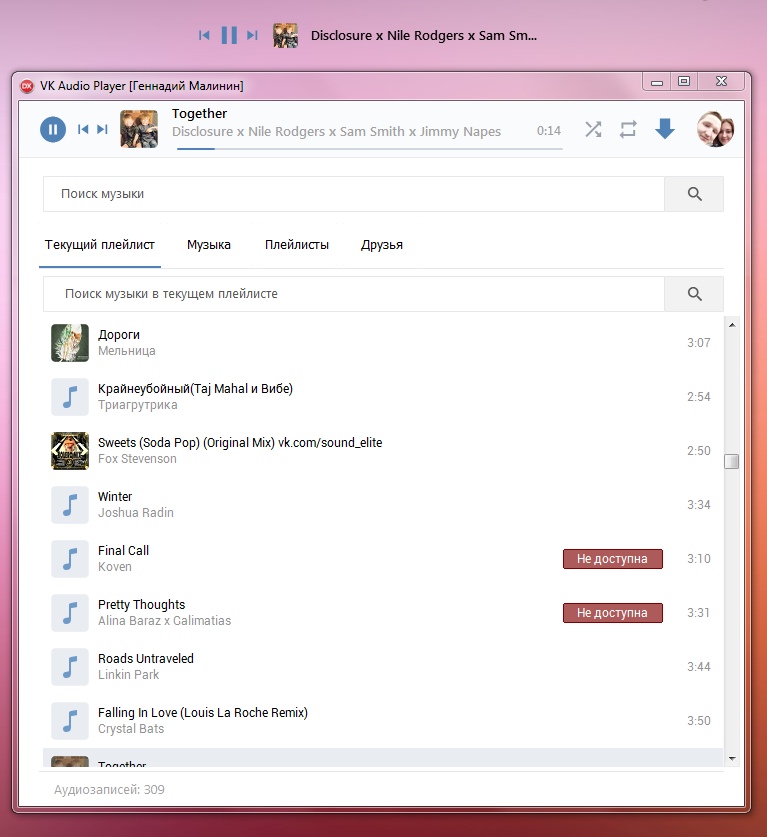 Disclosure x Nile Rodgers x Sam Sm...
VK Audio Player [Геннадий Малинин]
Together
Disclosure x Nile Rodgers x Sam Smith x Jimmy Napes
0:14
Поиск музыки
Текущий плейлист
Музыка
Плейлисты
Друзья
Поиск музыки в текущем плейлисте
Дороги
Мельница
3:07
Крайнеубойный(Taj Mahal и Вибе)
Триагрутрика
2:54
Sweets (Soda Pop) (Original Mix) vk.com/sound_elite
Fox Stevenson
2:50
Winter
Joshua Radin
3:34
Final Call
Koven
Не доступна
3:10
Pretty Thoughts
Alina Baraz x Galimatias
Не доступна
3:31
Roads Untraveled
Linkin Park
3:44
Falling In Love (Louis La Roche Remix)
Crystal Bats
3:50
Together
Аудиозаписей: 309